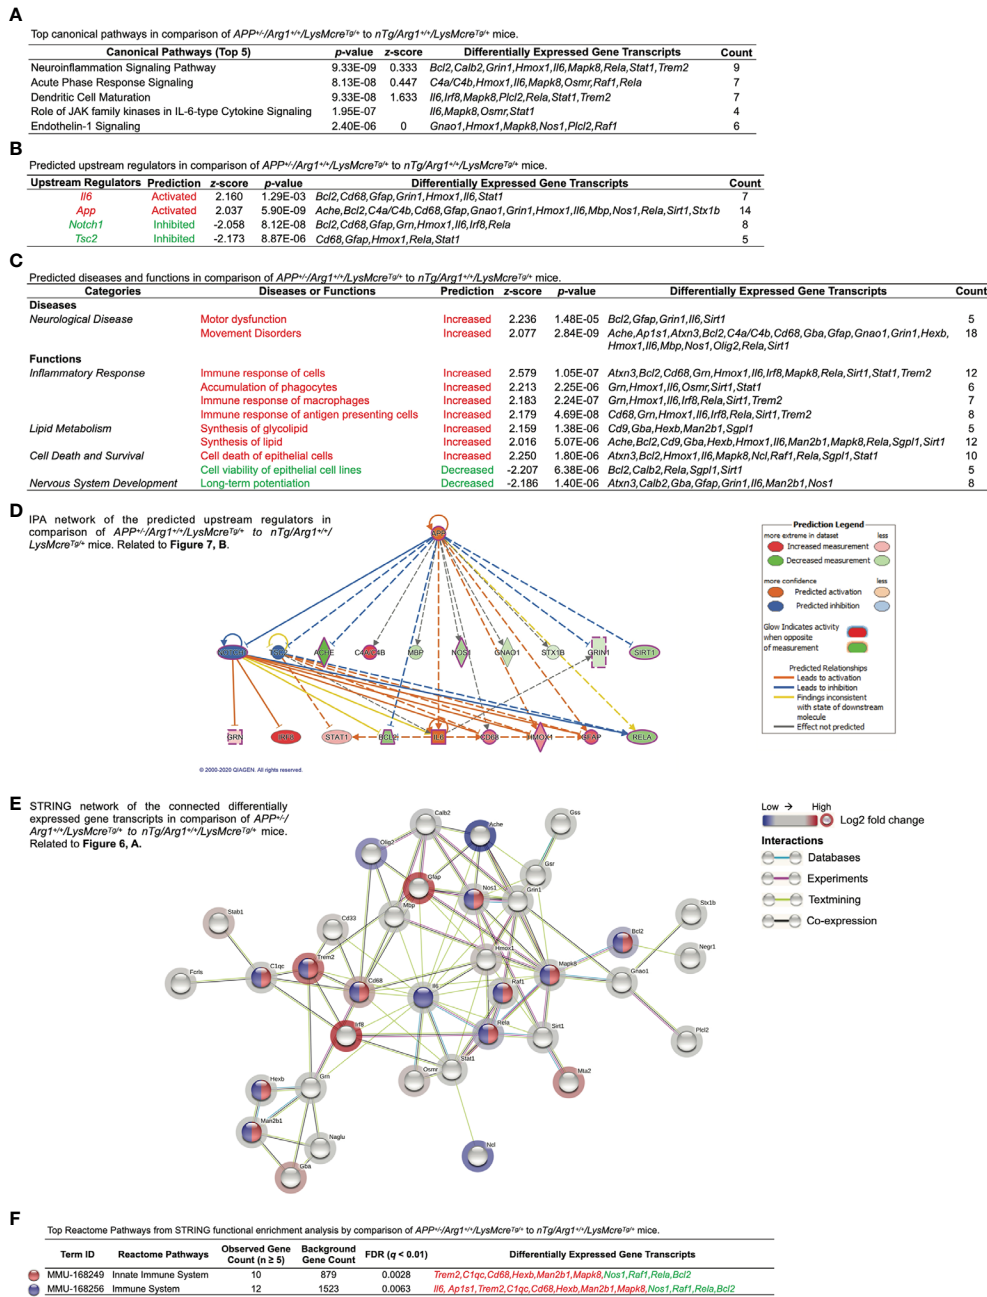 A
Top canonical pathways in comparison of APP+/-/Arg1+/+/LysMcreTg/+ to nTg/Arg1+/+/LysMcreTg/+ mice.
Canonical Pathways (Top 5) p-value z-score Differentially Expressed Gene Transcripts Count
Neuroinflammation Signaling Pathway 9.33E-09 0.333 Bcl2,Calb2,Grin1,Hmox1,Il6,Mapk8,Rela,Stat1,Trem2 9
Acute Phase Response Signaling 8.13E-08 0.447 C4a/C4b,Hmox1,Il6,Mapk8,Osmr,Raf1,Rela 7
Dendritic Cell Maturation 9.33E-08 1.633 Il6,Irf8,Mapk8,Plcl2,Rela,Stat1,Trem2 7
Role of JAK family kinases in IL-6-type Cytokine Signaling 1.95E-07 Il6,Mapk8,Osmr,Stat1 4
Endothelin-1 Signaling 2.40E-06 0 Gnao1,Hmox1,Mapk8,Nos1,Plcl2,Raf1 6
B
Predicted upstream regulators in comparison of APP+/-/Arg1+/+/LysMcreTg/+ to nTg/Arg1+/+/LysMcreTg/+ mice.
Upstream Regulators Prediction z-score p-value Differentially Expressed Gene Transcripts Count
Il6 Activated 2.160 1.29E-03 Bcl2,Cd68,Gfap,Grin1,Hmox1,Il6,Stat1 7
App Activated 2.037 5.90E-09 Ache,Bcl2,C4a/C4b,Cd68,Gfap,Gnao1,Grin1,Hmox1,Il6,Mbp,Nos1,Rela,Sirt1,Stx1b 14
Notch1 Inhibited -2.058 8.12E-08 Bcl2,Cd68,Gfap,Grn,Hmox1,Il6,Irf8,Rela 8
Tsc2 Inhibited -2.173 8.87E-06 Cd68,Gfap,Hmox1,Rela,Stat1 5
C
Predicted diseases and functions in comparison of APP+/-/Arg1+/+/LysMcreTg/+ to nTg/Arg1+/+/LysMcreTg/+ mice.
Categories Diseases or Functions Prediction z-score p-value Differentially Expressed Gene Transcripts Count
Diseases
Neurological Disease Motor dysfunction Increased 2.236 1.48E-05 Bcl2,Gfap,Grin1,Il6,Sirt1 5
Movement Disorders Increased 2.077 2.84E-09 Ache,Ap1s1,Atxn3,Bcl2,C4a/C4b,Cd68,Gba,Gfap,Gnao1,Grin1,Hexb, 18
Hmox1,Il6,Mbp,Nos1,Olig2,Rela,Sirt1
Functions
Inflammatory Response Immune response of cells Increased 2.579 1.05E-07 Atxn3,Bcl2,Cd68,Grn,Hmox1,Il6,Irf8,Mapk8,Rela,Sirt1,Stat1,Trem2 12
Accumulation of phagocytes Increased 2.213 2.25E-06 Grn,Hmox1,Il6,Osmr,Sirt1,Stat1 6
Immune response of macrophages Increased 2.183 2.24E-07 Grn,Hmox1,Il6,Irf8,Rela,Sirt1,Trem2 7
Immune response of antigen presenting cells Increased 2.179 4.69E-08 Cd68,Grn,Hmox1,Il6,Irf8,Rela,Sirt1,Trem2 8
Lipid Metabolism Synthesis of glycolipid Increased 2.159 1.38E-06 Cd9,Gba,Hexb,Man2b1,Sgpl1 5
Synthesis of lipid Increased 2.016 5.07E-06 Ache,Bcl2,Cd9,Gba,Hexb,Hmox1,Il6,Man2b1,Mapk8,Rela,Sgpl1,Sirt1 12
Cell Death and Survival Cell death of epithelial cells Increased 2.250 1.80E-06 Atxn3,Bcl2,Hmox1,Il6,Mapk8,Ncl,Raf1,Rela,Sgpl1,Stat1 10
Cell viability of epithelial cell lines Decreased -2.207 6.38E-06 Bcl2,Calb2,Rela,Sgpl1,Sirt1 5
Nervous System Development Long-term potentiation Decreased -2.186 1.40E-06 Atxn3,Calb2,Gba,Gfap,Grin1,Il6,Man2b1,Nos1 8
D
IPA network of the predicted upstream regulators in
comparison of APP+/-/Arg1+/+/LysMcreTg/+ to nTg/Arg1+/+/
LysMcreTg/+ mice. Related to Figure 7, B.
APP
TSC2 ACHE C4A/C4B MBP NOS1 GNAO1 STX1B GRIN1 SIRT1
GRN IRF8 STAT1 BCL2 IL6 CD68 HMOX1 GFAP RELA
© 2000-2020 QIAGEN. All rights reserved.
Prediction Legend
more extreme in dataset less
Increased measurement
Decreased measurement
more confidence less
Predicted activation
Predicted inhibition
Glow Indicates activity
when opposite
of measurement
Predicted Relationships
Leads to activation
Leads to inhibition
Findings inconsistent
with state of downstream
molecule
Effect not predicted
E
STRING network of the connected differentially
expressed gene transcripts in comparison of APP+/-/
Arg1+/+/LysMcreTg/+ to nTg/Arg1+/+/LysMcreTg/+ mice.
Related to Figure 6, A.
Calb2
Ache
Gss
Olig2
Gfap
Gsr
Nos1
Grin1
Mbp
Stx1b
Stab1
Cd33
Bcl2
Negr1
Hmox1
Trem2
Fcrls
C1qc
Cd68
Mapk8
Gnao1
Il6
Raf1
Irf8
Rela
Sirt1
Plcl2
Stat1
Osmr
Mta2
Hexb
Grn
Man2b1
Naglu
Ncl
Gba
Low → High
Log2 fold change
Interactions
Databases
Experiments
Textmining
Co-expression
F
Top Reactome Pathways from STRING functional enrichment analysis by comparison of APP+/-/Arg1+/+/LysMcreTg/+ to nTg/Arg1+/+/LysMcreTg/+ mice.
Term ID Reactome Pathways Observed Gene Count (n ≥ 5) Background Gene Count FDR (q < 0.01) Differentially Expressed Gene Transcripts
MMU-168249 Innate Immune System 10 879 0.0028 Trem2,C1qc,Cd68,Hexb,Man2b1,Mapk8,Nos1,Raf1,Rela,Bcl2
MMU-168256 Immune System 12 1523 0.0063 Il6, Ap1s1,Trem2,C1qc,Cd68,Hexb,Man2b1,Mapk8,Nos1,Raf1,Rela,Bcl2